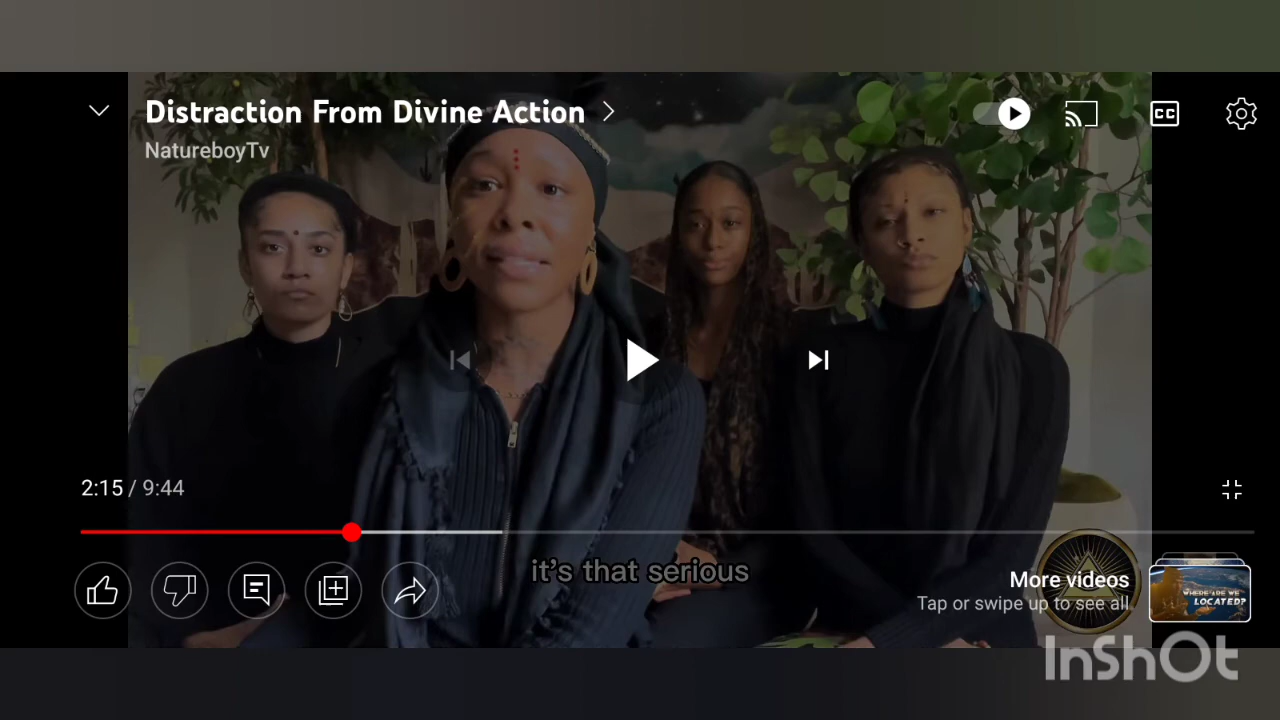 Distraction From Divine Action
NatureboyTv
CC
2:15 / 9:44
it's that serious
More videos
Tap or swipe up to see all
WHERE ARE WE
LOCATED?
InShOt